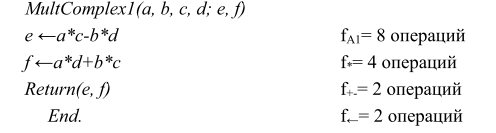 MultComplex1(a, b, c, d; e, f)
e ←a*c-b*d fA1= 8 операций
f ←a*d+b*c f*= 4 операций
Return(e, f) f+-= 2 операций
End. f←= 2 операций